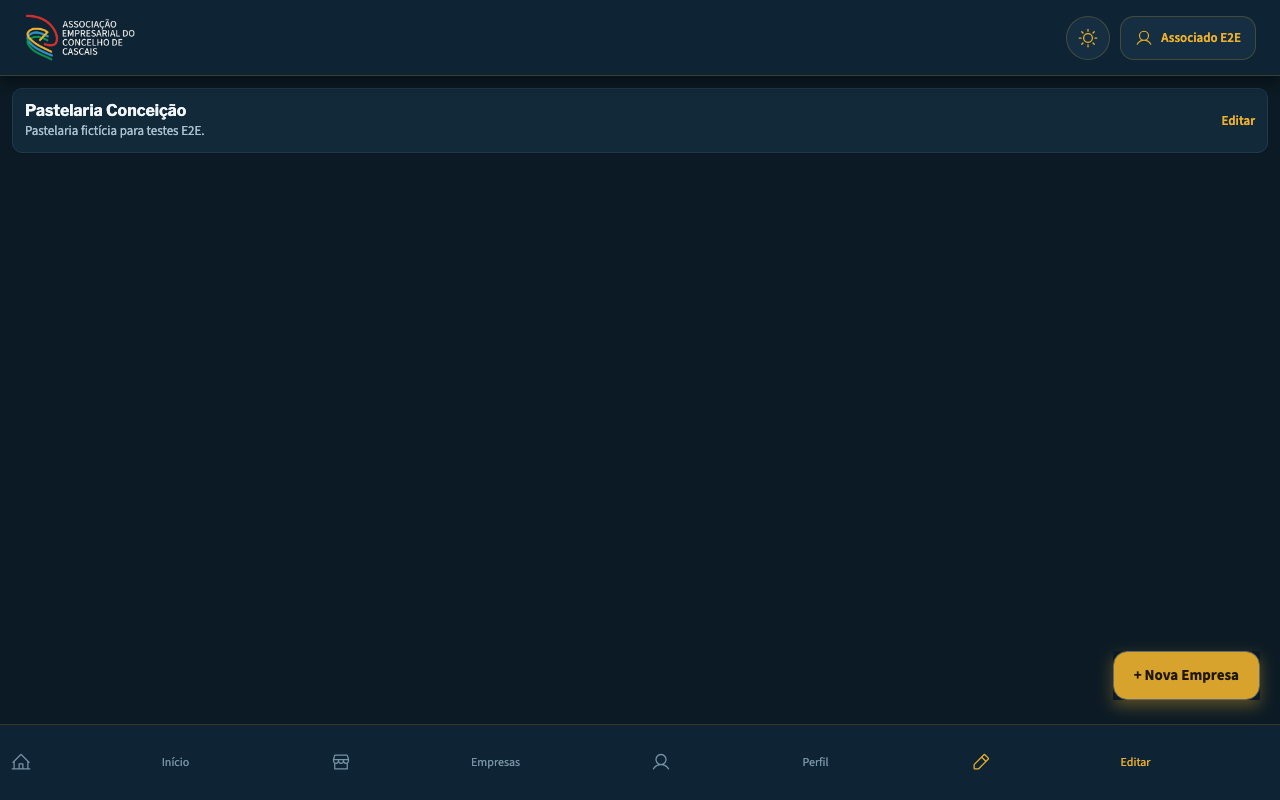 ASSOCIAÇÃO
EMPRESARIAL DO
CONCELHO DE
CASCAIS
Associado E2E
Pastelaria Conceição
Pastelaria fictícia para testes E2E.
Editar
+ Nova Empresa
Início
Empresas
Perfil
Editar